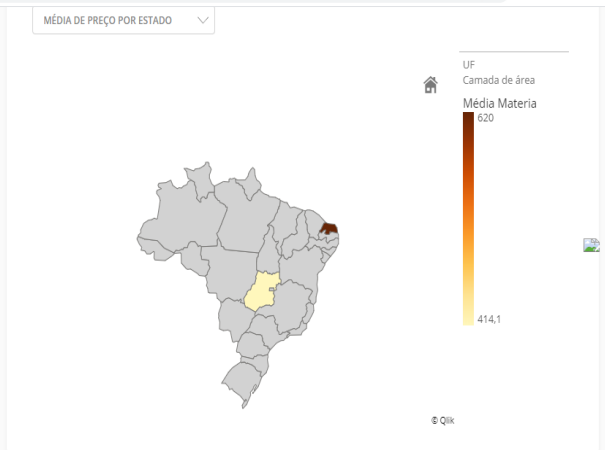 MÉDIA DE PREÇO POR ESTADO
UF
Camada de área
Média Materia
620
414,1
© Qlik